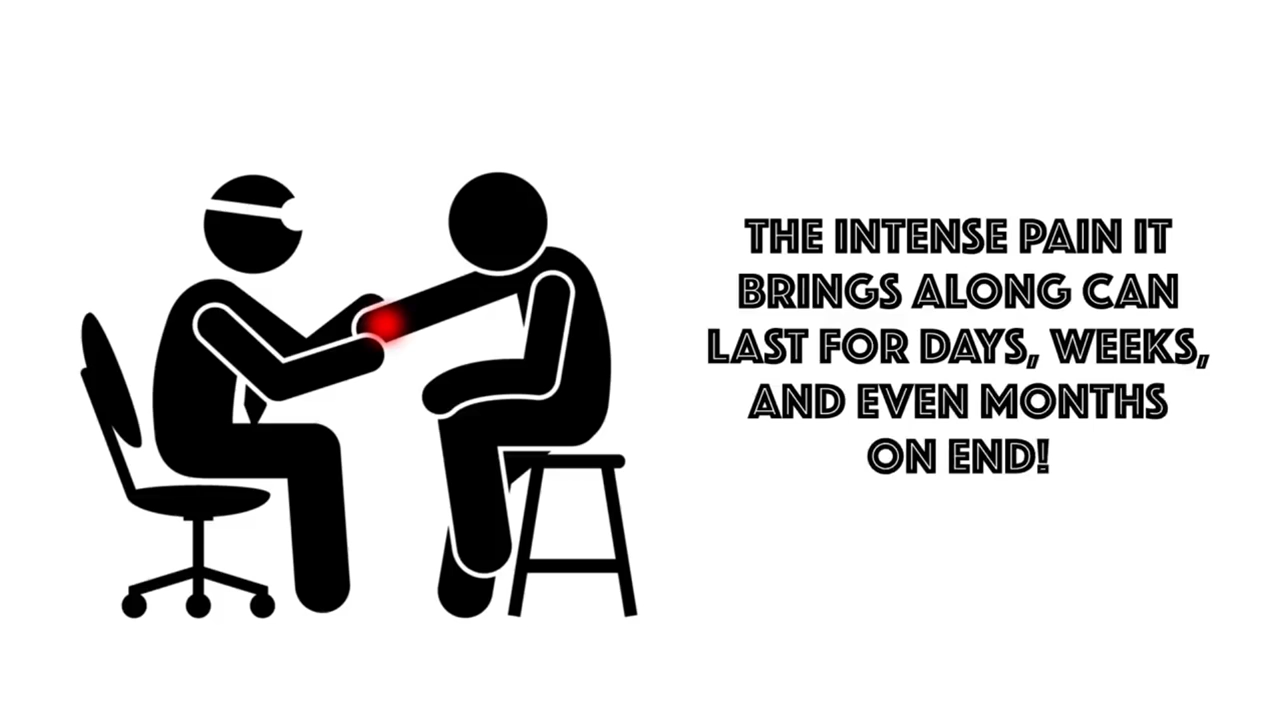 THE INTENSE PAIN IT
BRINGS ALONG CAN
LAST FOR DAYS, WEEKS,
AND EVEN MONTHS
ON END!